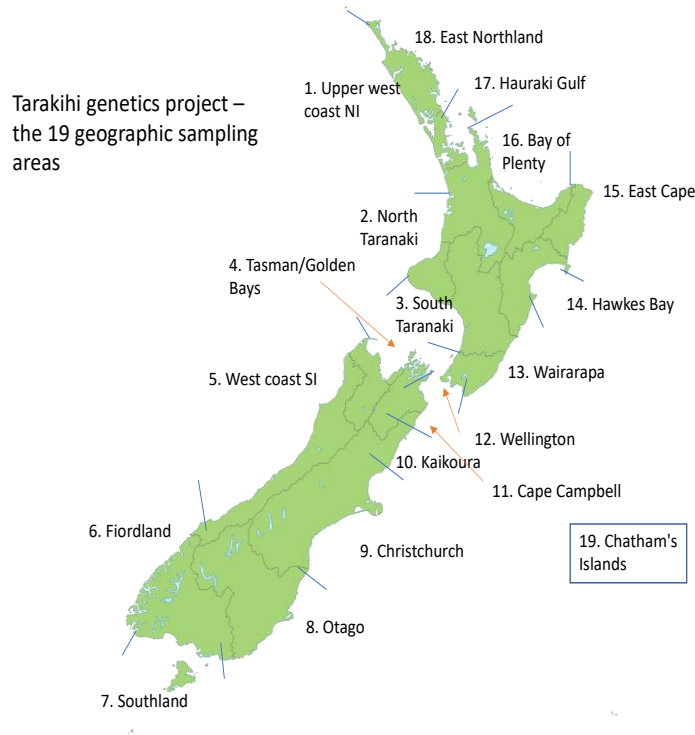 Tarakihi genetics project –
the 19 geographic sampling
areas
18. East Northland
1. Upper west
coast NI
17. Hauraki Gulf
16. Bay of
Plenty
15. East Cape
2. North
Taranaki
4. Tasman/Golden
Bays
3. South
Taranaki
14. Hawkes Bay
5. West coast SI
13. Wairarapa
12. Wellington
10. Kaikoura
11. Cape Campbell
6. Fiordland
9. Christchurch
19. Chatham's
Islands
8. Otago
7. Southland